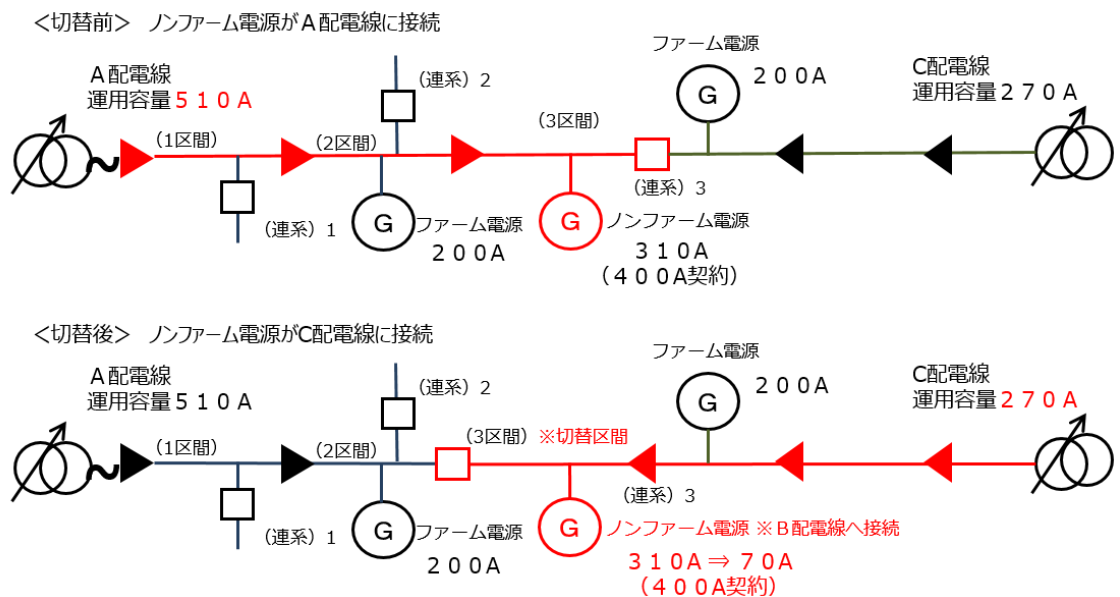 <切替前> ノンファーム電源がA配電線に接続
ファーム電源
200A
A配電線
運用容量510A
(連系)2
C配電線
運用容量270A
(1区間)
(2区間)
(3区間)
G
(連系)3
(連系)1
G
ファーム電源
200A
G
ノンファーム電源
310A
(400A契約)
<切替後> ノンファーム電源がC配電線に接続
ファーム電源
200A
A配電線
運用容量510A
(連系)2
C配電線
運用容量270A
(1区間)
(2区間)
(3区間)※切替区間
G
(連系)3
(連系)1
G
ファーム電源
200A
G
ノンファーム電源 ※B配電線へ接続
310A⇒70A
(400A契約)